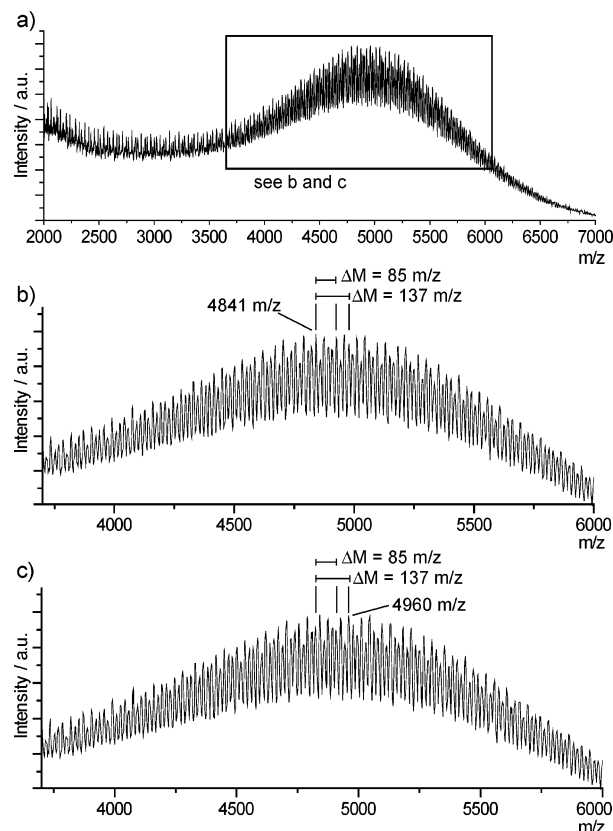 a)
Intensity / a.u.
see b and c
2000 2500 3000 3500 4000 4500 5000 5500 6000 6500 7000
m/z
b)
ΔM = 85 m/z
ΔM = 137 m/z
4841 m/z
Intensity / a.u.
4000 4500 5000 5500 6000
m/z
c)
ΔM = 85 m/z
ΔM = 137 m/z
4960 m/z
Intensity / a.u.
4000 4500 5000 5500 6000
m/z